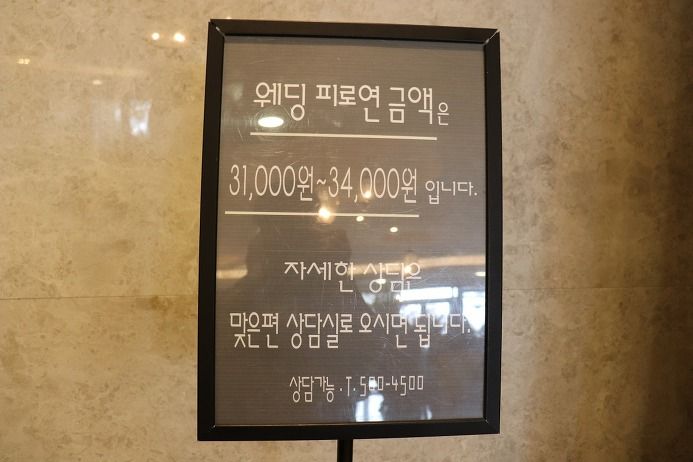 웨딩 피로연 금액은
31,000원~34,000원 입니다.
자세한 상담은
맞은편 상담실로 오시면 됩니다.
상담가능.T.500-4500